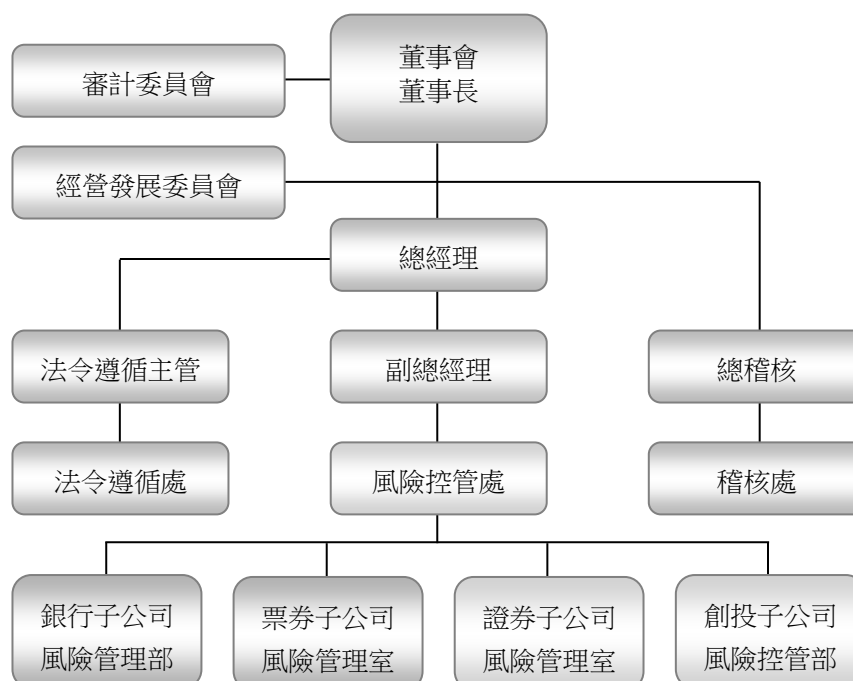 董事會
董事長
審計委員會
經營發展委員會
總經理
法令遵循主管
副總經理
總稽核
法令遵循處
風險控管處
稽核處
銀行子公司
風險管理部
票券子公司
風險管理室
證券子公司
風險管理室
創投子公司
風險控管部